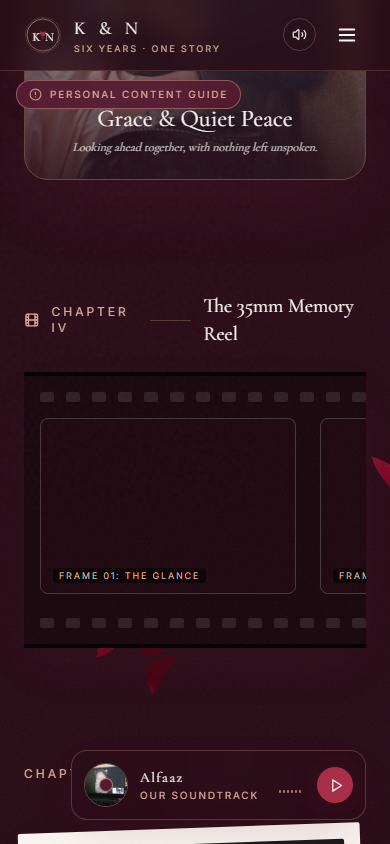 K♥N
K & N
SIX YEARS · ONE STORY
PERSONAL CONTENT GUIDE
Grace & Quiet Peace
Looking ahead together, with nothing left unspoken.
CHAPTER
IV
The 35mm Memory
Reel
FRAME 01: THE GLANCE
FRAM
CHAPT
Alfaaz
OUR SOUNDTRACK